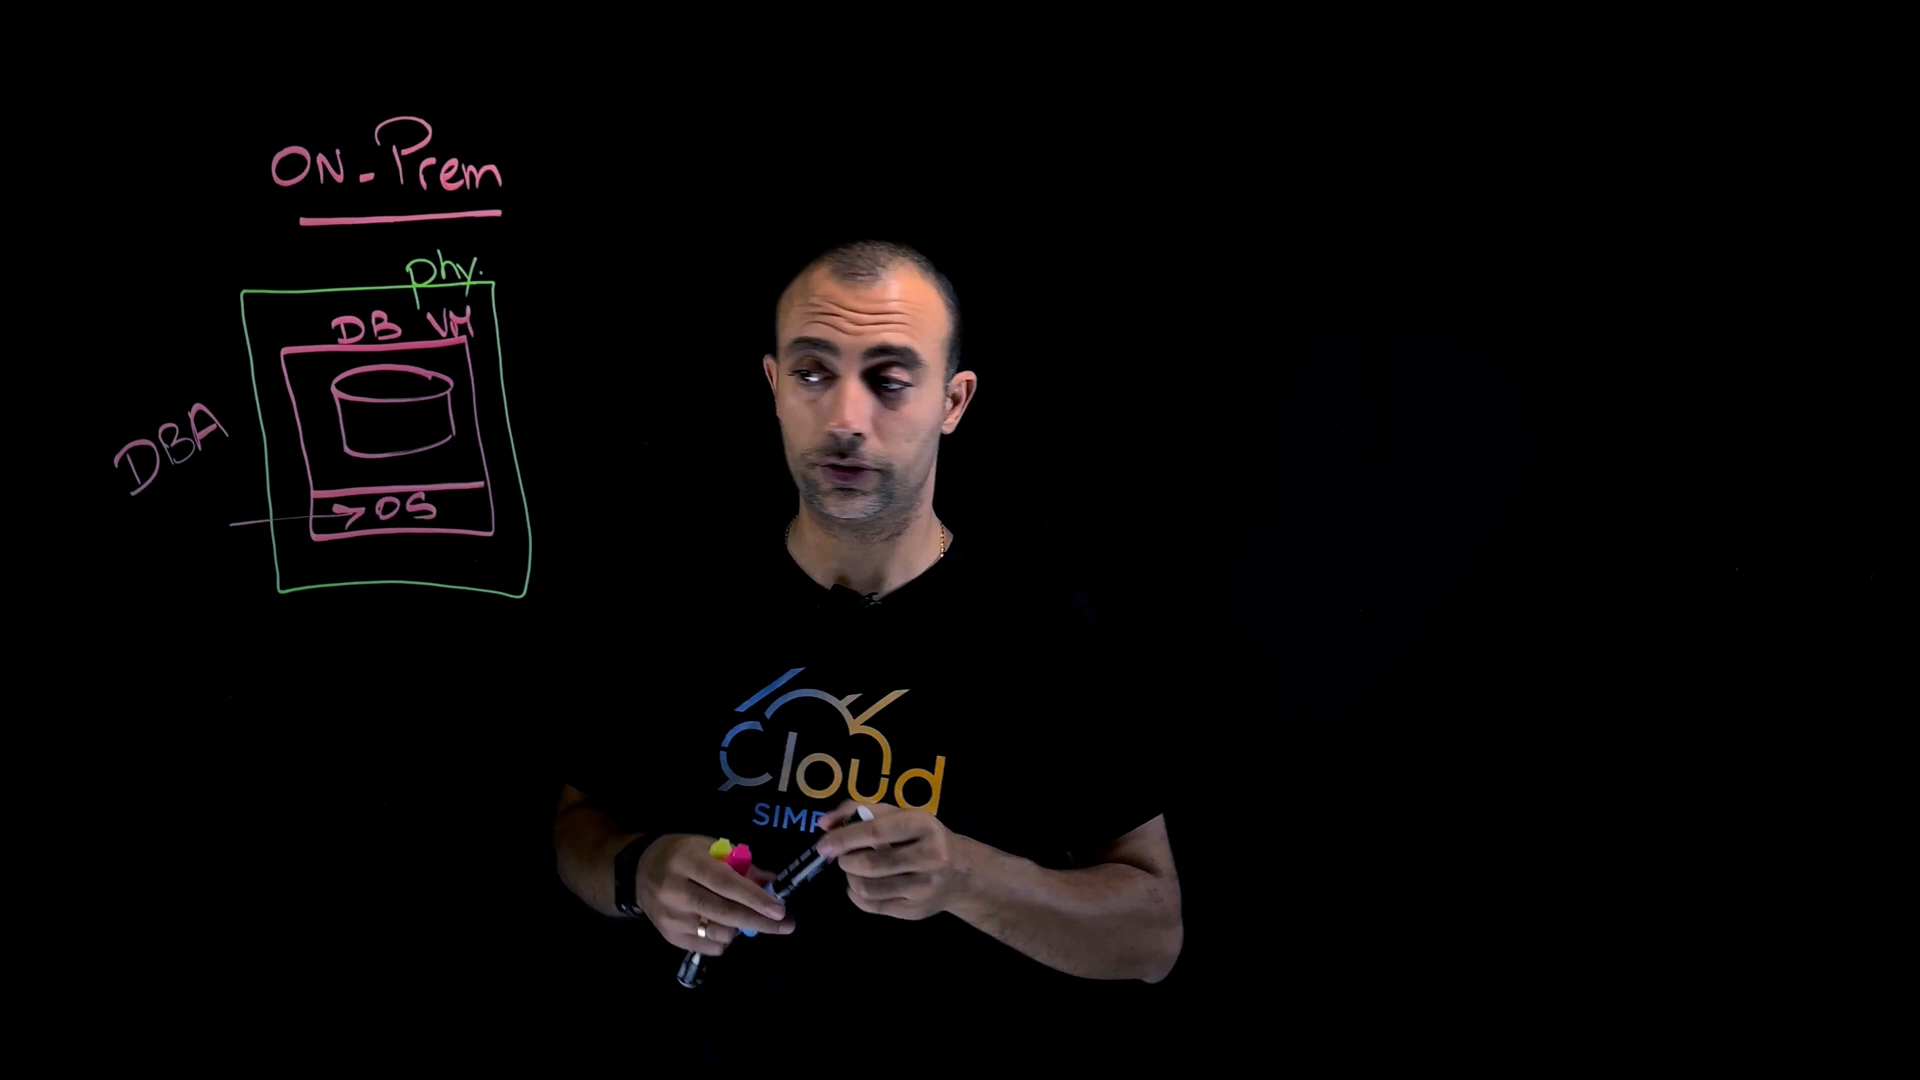 ON-Prem
phy.
DB VM
DBA
OS
Cloud